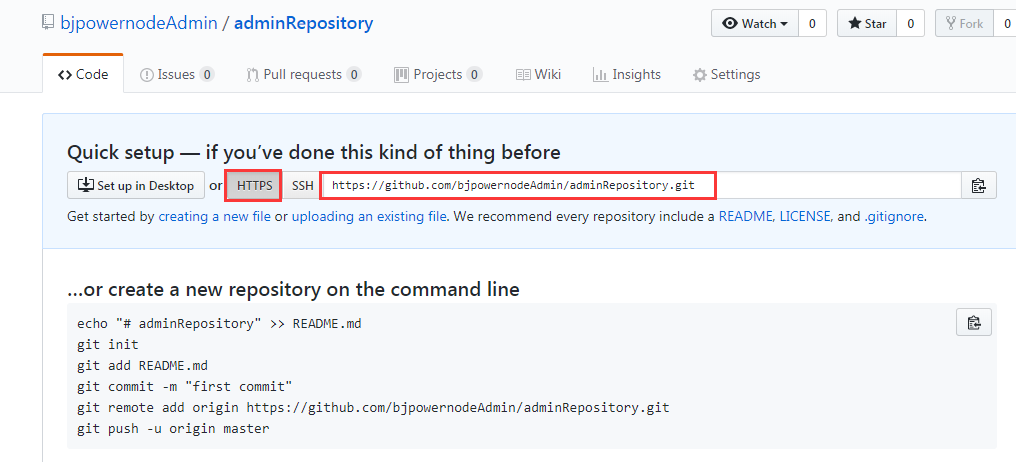 bjpowernodeAdmin / adminRepository
Watch 0 Star 0 Fork 0
Code Issues 0 Pull requests 0 Projects 0 Wiki Insights Settings
Quick setup — if you've done this kind of thing before
Set up in Desktop or HTTPS SSH https://github.com/bjpowernodeAdmin/adminRepository.git
Get started by creating a new file or uploading an existing file. We recommend every repository include a README, LICENSE, and .gitignore.
…or create a new repository on the command line
echo "# adminRepository" >> README.md
git init
git add README.md
git commit -m "first commit"
git remote add origin https://github.com/bjpowernodeAdmin/adminRepository.git
git push -u origin master